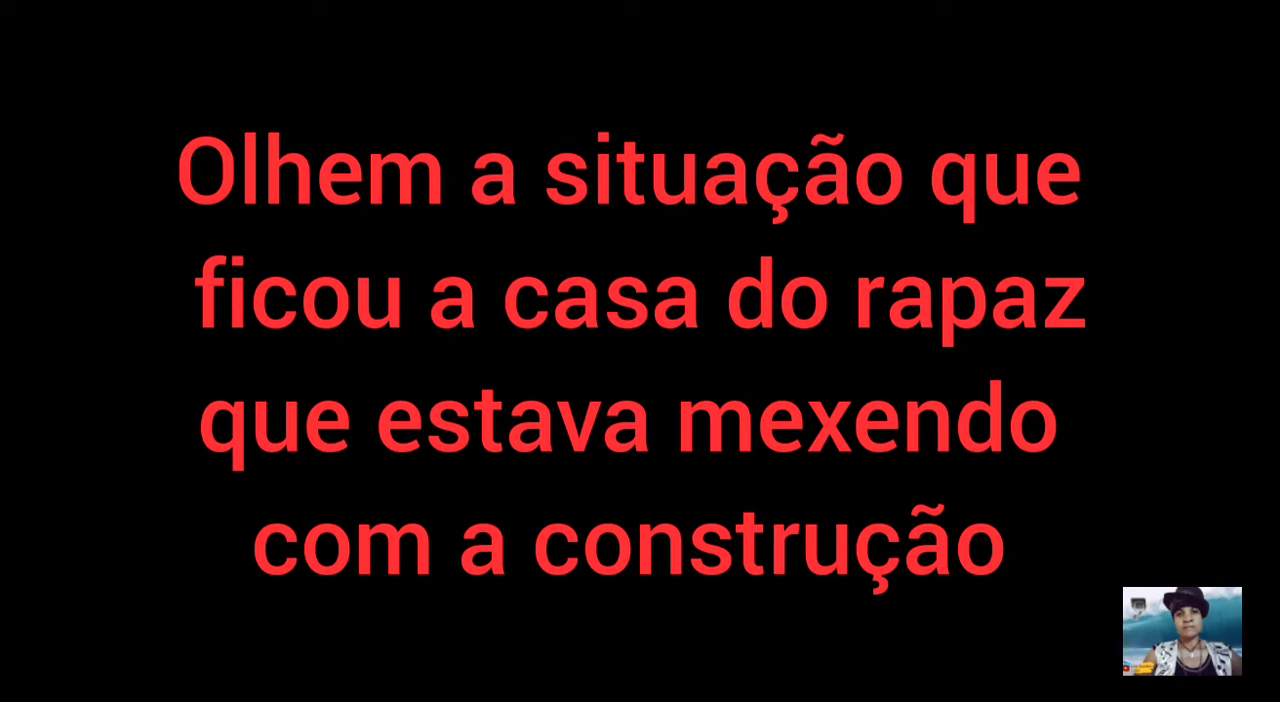 Olhem a situação que
ficou a casa do rapaz
que estava mexendo
com a construção